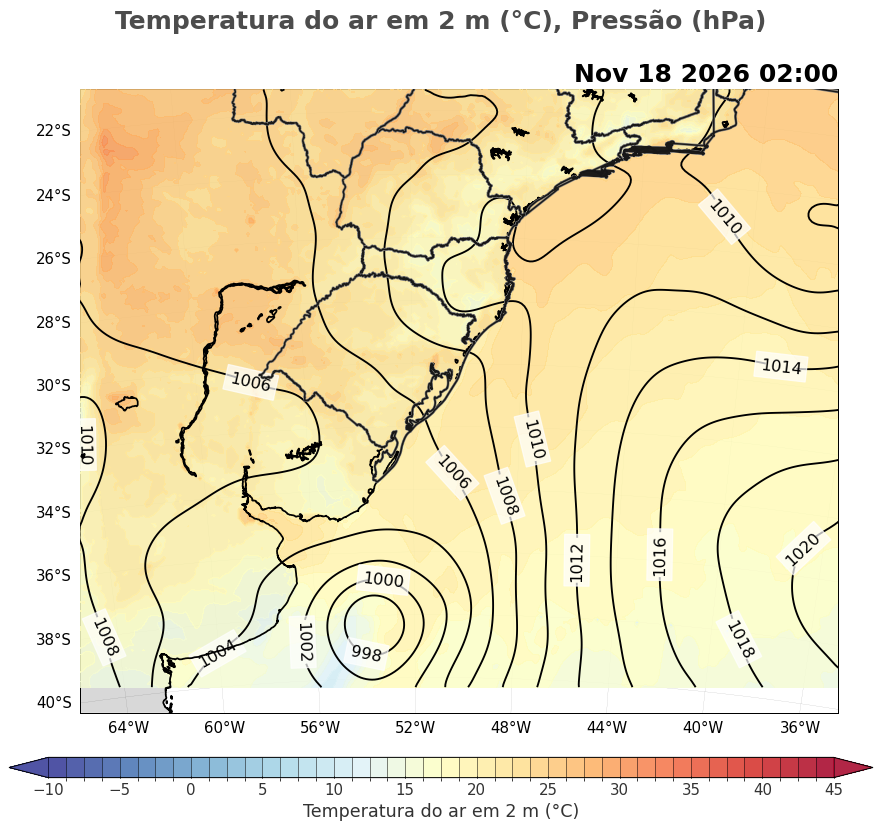 Temperatura do ar em 2 m (°C), Pressão (hPa)
Nov 18 2026 02:00
22°S
24°S
26°S
28°S
30°S
32°S
34°S
36°S
38°S
40°S
1010
1014
1006
1010
1010
1006
1008
1012
1016
1020
1000
998
1002
1004
1008
1018
64°W 60°W 56°W 52°W 48°W 44°W 40°W 36°W
−10 −5 0 5 10 15 20 25 30 35 40 45
Temperatura do ar em 2 m (°C)